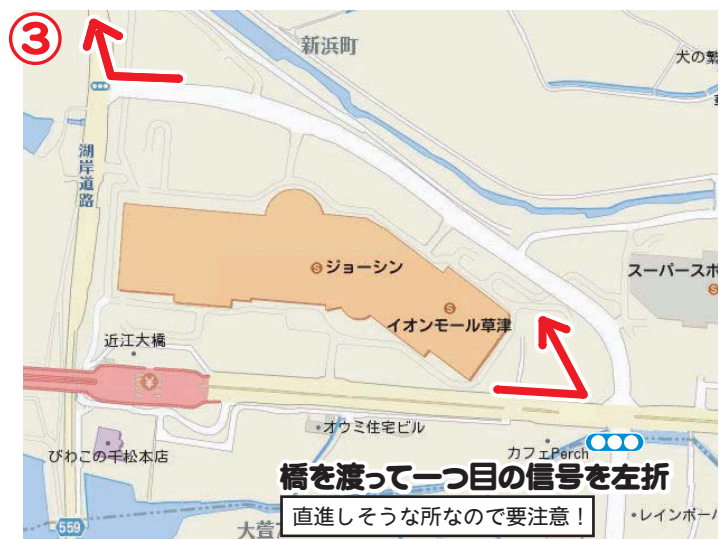 ③
新浜町
犬の繁
湖岸道路
ジョーシン
スーパースポ
イオンモール草津
近江大橋
オウミ住宅ビル
カフェPerch
びわこの千松本店
橋を渡って一つ目の信号を左折
直進しそうな所なので要注意！
レインボー
559
大萱